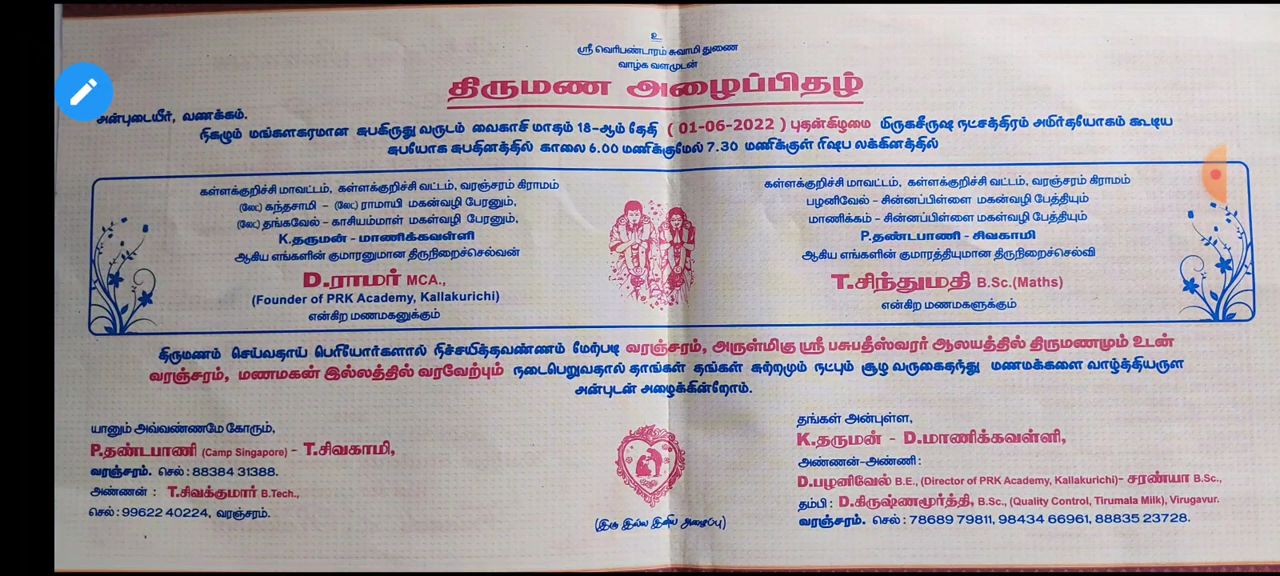 உ
ஸ்ரீ வெரிபண்டாரம் சுவாமி துணை
வாழ்க வளமுடன்
திருமண அழைப்பிதழ்
அன்புடையீர், வணக்கம்.
நிகழும் மங்களகரமான சுபகிருது வருடம் வைகாசி மாதம் 18-ஆம் தேதி ( 01-06-2022 ) புதன்கிழமை மிருகசீருஷ நட்சத்திரம் அமிர்தயோகம் கூடிய
சுபயோக சுபதினத்தில் காலை 6.00 மணிக்குமேல் 7.30 மணிக்குள் ரிஷப லக்கினத்தில்
கள்ளக்குறிச்சி மாவட்டம், கள்ளக்குறிச்சி வட்டம், வரஞ்சரம் கிராமம்
(லேட்) கந்தசாமி - (லேட்) ராமாயி மகன்வழி பேரனும்,
(லேட்) தங்கவேல் - காசியம்மாள் மகள்வழி பேரனும்,
K.தருமன் - மாணிக்கவள்ளி
ஆகிய எங்களின் குமாரனுமான திருநிறைச்செல்வன்
D.ராமர் MCA.,
(Founder of PRK Academy, Kallakurichi)
என்கிற மணமகனுக்கும்
கள்ளக்குறிச்சி மாவட்டம், கள்ளக்குறிச்சி வட்டம், வரஞ்சரம் கிராமம்
பழனிவேல் - சின்னப்பிள்ளை மகன்வழி பேத்தியும்
மாணிக்கம் - சின்னப்பிள்ளை மகள்வழி பேத்தியும்
P.தண்டபாணி - சிவகாமி
ஆகிய எங்களின் குமாரத்தியுமான திருநிறைச்செல்வி
T.சிந்துமதி B.Sc.(Maths)
என்கிற மணமகளுக்கும்
திருமணம் செய்வதாய் பெரியோர்களால் நிச்சயித்தவண்ணம் மேற்படி வரஞ்சரம், அருள்மிகு ஸ்ரீ பசுபதீஸ்வரர் ஆலயத்தில் திருமணமும் உடன்
வரஞ்சரம், மணமகன் இல்லத்தில் வரவேற்பும் நடைபெறுவதால் தாங்கள் தங்கள் சுற்றமும் நட்பும் சூழ வருகைதந்து மணமக்களை வாழ்த்தியருள
அன்புடன் அழைக்கின்றோம்.
யானும் அவ்வண்ணமே கோரும்,
P.தண்டபாணி (Camp Singapore) - T.சிவகாமி,
வரஞ்சரம். செல் : 88384 31388.
அண்ணன் : T.சிவக்குமார் B.Tech.,
செல் : 99622 40224, வரஞ்சரம்.
(இரு இல்ல இனிய அழைப்பு)
தங்கள் அன்புள்ள,
K.தருமன் - D.மாணிக்கவள்ளி,
அண்ணன்-அண்ணி :
D.பழனிவேல் B.E., (Director of PRK Academy, Kallakurichi)- சரண்யா B.Sc.,
தம்பி : D.கிருஷ்ணமூர்த்தி, B.Sc., (Quality Control, Tirumala Milk), Virugavur.
வரஞ்சரம். செல் : 78689 79811, 98434 66961, 88835 23728.